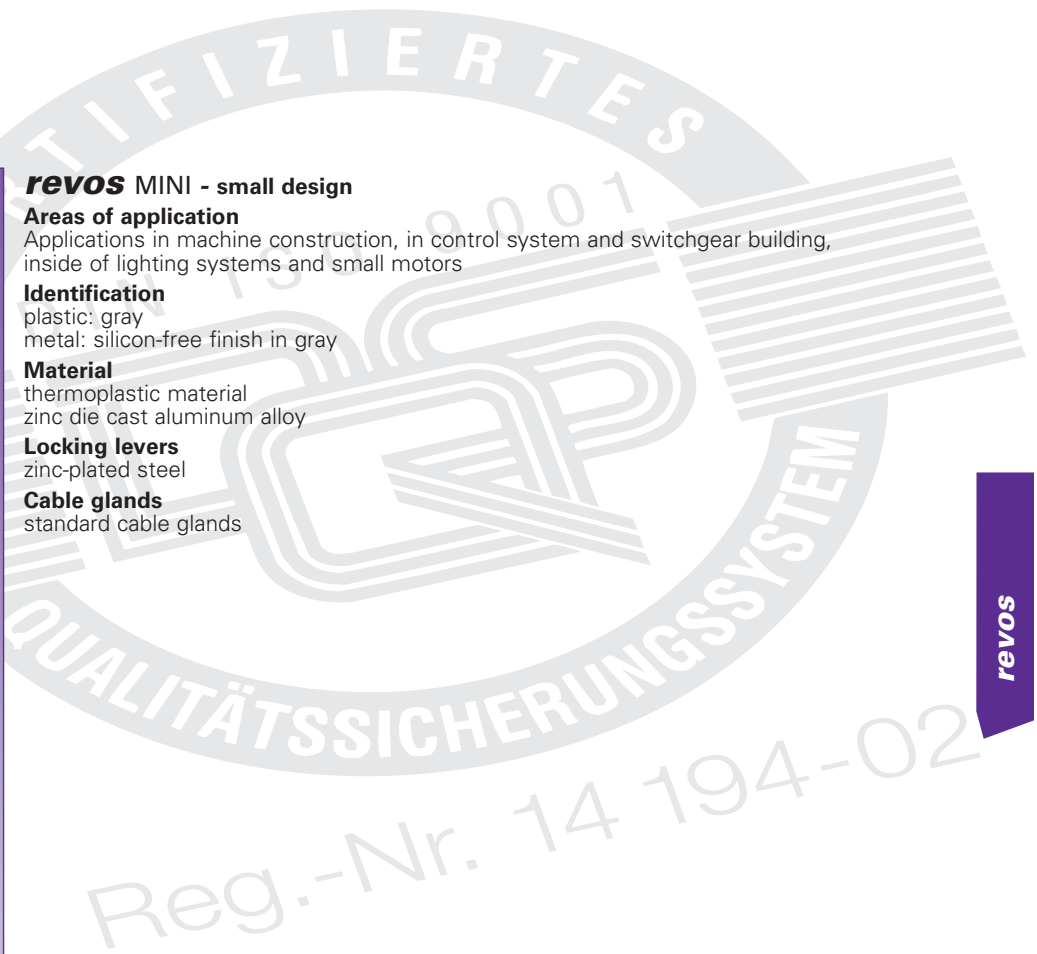 revos MINI - small design
Areas of application
Applications in machine construction, in control system and switchgear building,
inside of lighting systems and small motors
Identification
plastic: gray
metal: silicon-free finish in gray
Material
thermoplastic material
zinc die cast aluminum alloy
Locking levers
zinc-plated steel
Cable glands
standard cable glands
revos
RTIFIZIERTES
DIN ISO 9001
QUALITÄTSSICHERUNGSSYSTEM
Reg.-Nr. 14 194-02